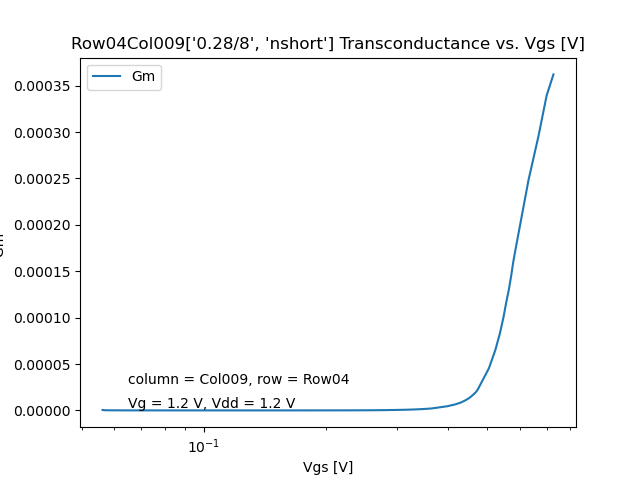 Row04Col009['0.28/8', 'nshort'] Transconductance vs. Vgs [V]
Gm
0.00035
0.00030
0.00025
0.00020
0.00015
0.00010
0.00005
0.00000
column = Col009, row = Row04
Vg = 1.2 V, Vdd = 1.2 V
10⁻¹
Vgs [V]